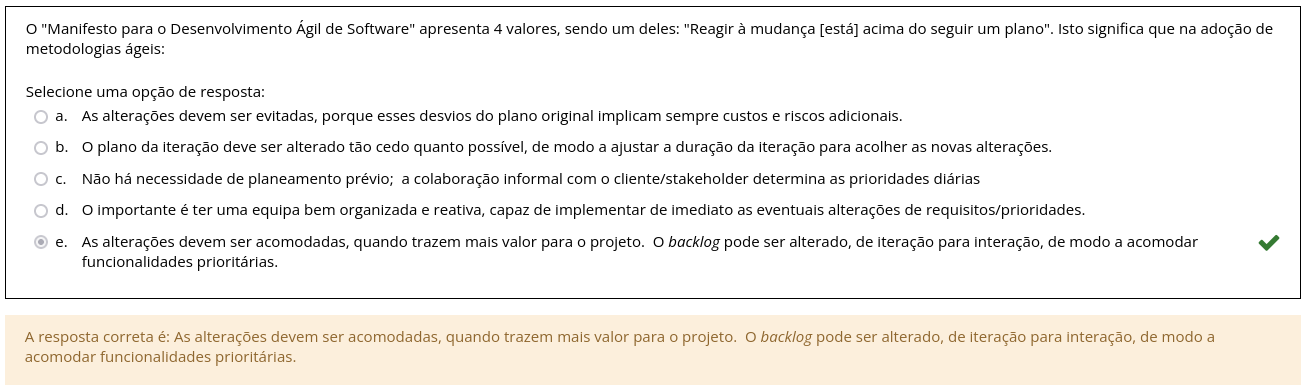 O "Manifesto para o Desenvolvimento Ágil de Software" apresenta 4 valores, sendo um deles: "Reagir à mudança [está] acima do seguir um plano". Isto significa que na adoção de
metodologias ágeis:
Selecione uma opção de resposta:
a. As alterações devem ser evitadas, porque esses desvios do plano original implicam sempre custos e riscos adicionais.
b. O plano da iteração deve ser alterado tão cedo quanto possível, de modo a ajustar a duração da iteração para acolher as novas alterações.
c. Não há necessidade de planeamento prévio; a colaboração informal com o cliente/stakeholder determina as prioridades diárias
d. O importante é ter uma equipa bem organizada e reativa, capaz de implementar de imediato as eventuais alterações de requisitos/prioridades.
e. As alterações devem ser acomodadas, quando trazem mais valor para o projeto. O backlog pode ser alterado, de iteração para interação, de modo a acomodar
funcionalidades prioritárias.
A resposta correta é: As alterações devem ser acomodadas, quando trazem mais valor para o projeto. O backlog pode ser alterado, de iteração para interação, de modo a
acomodar funcionalidades prioritárias.